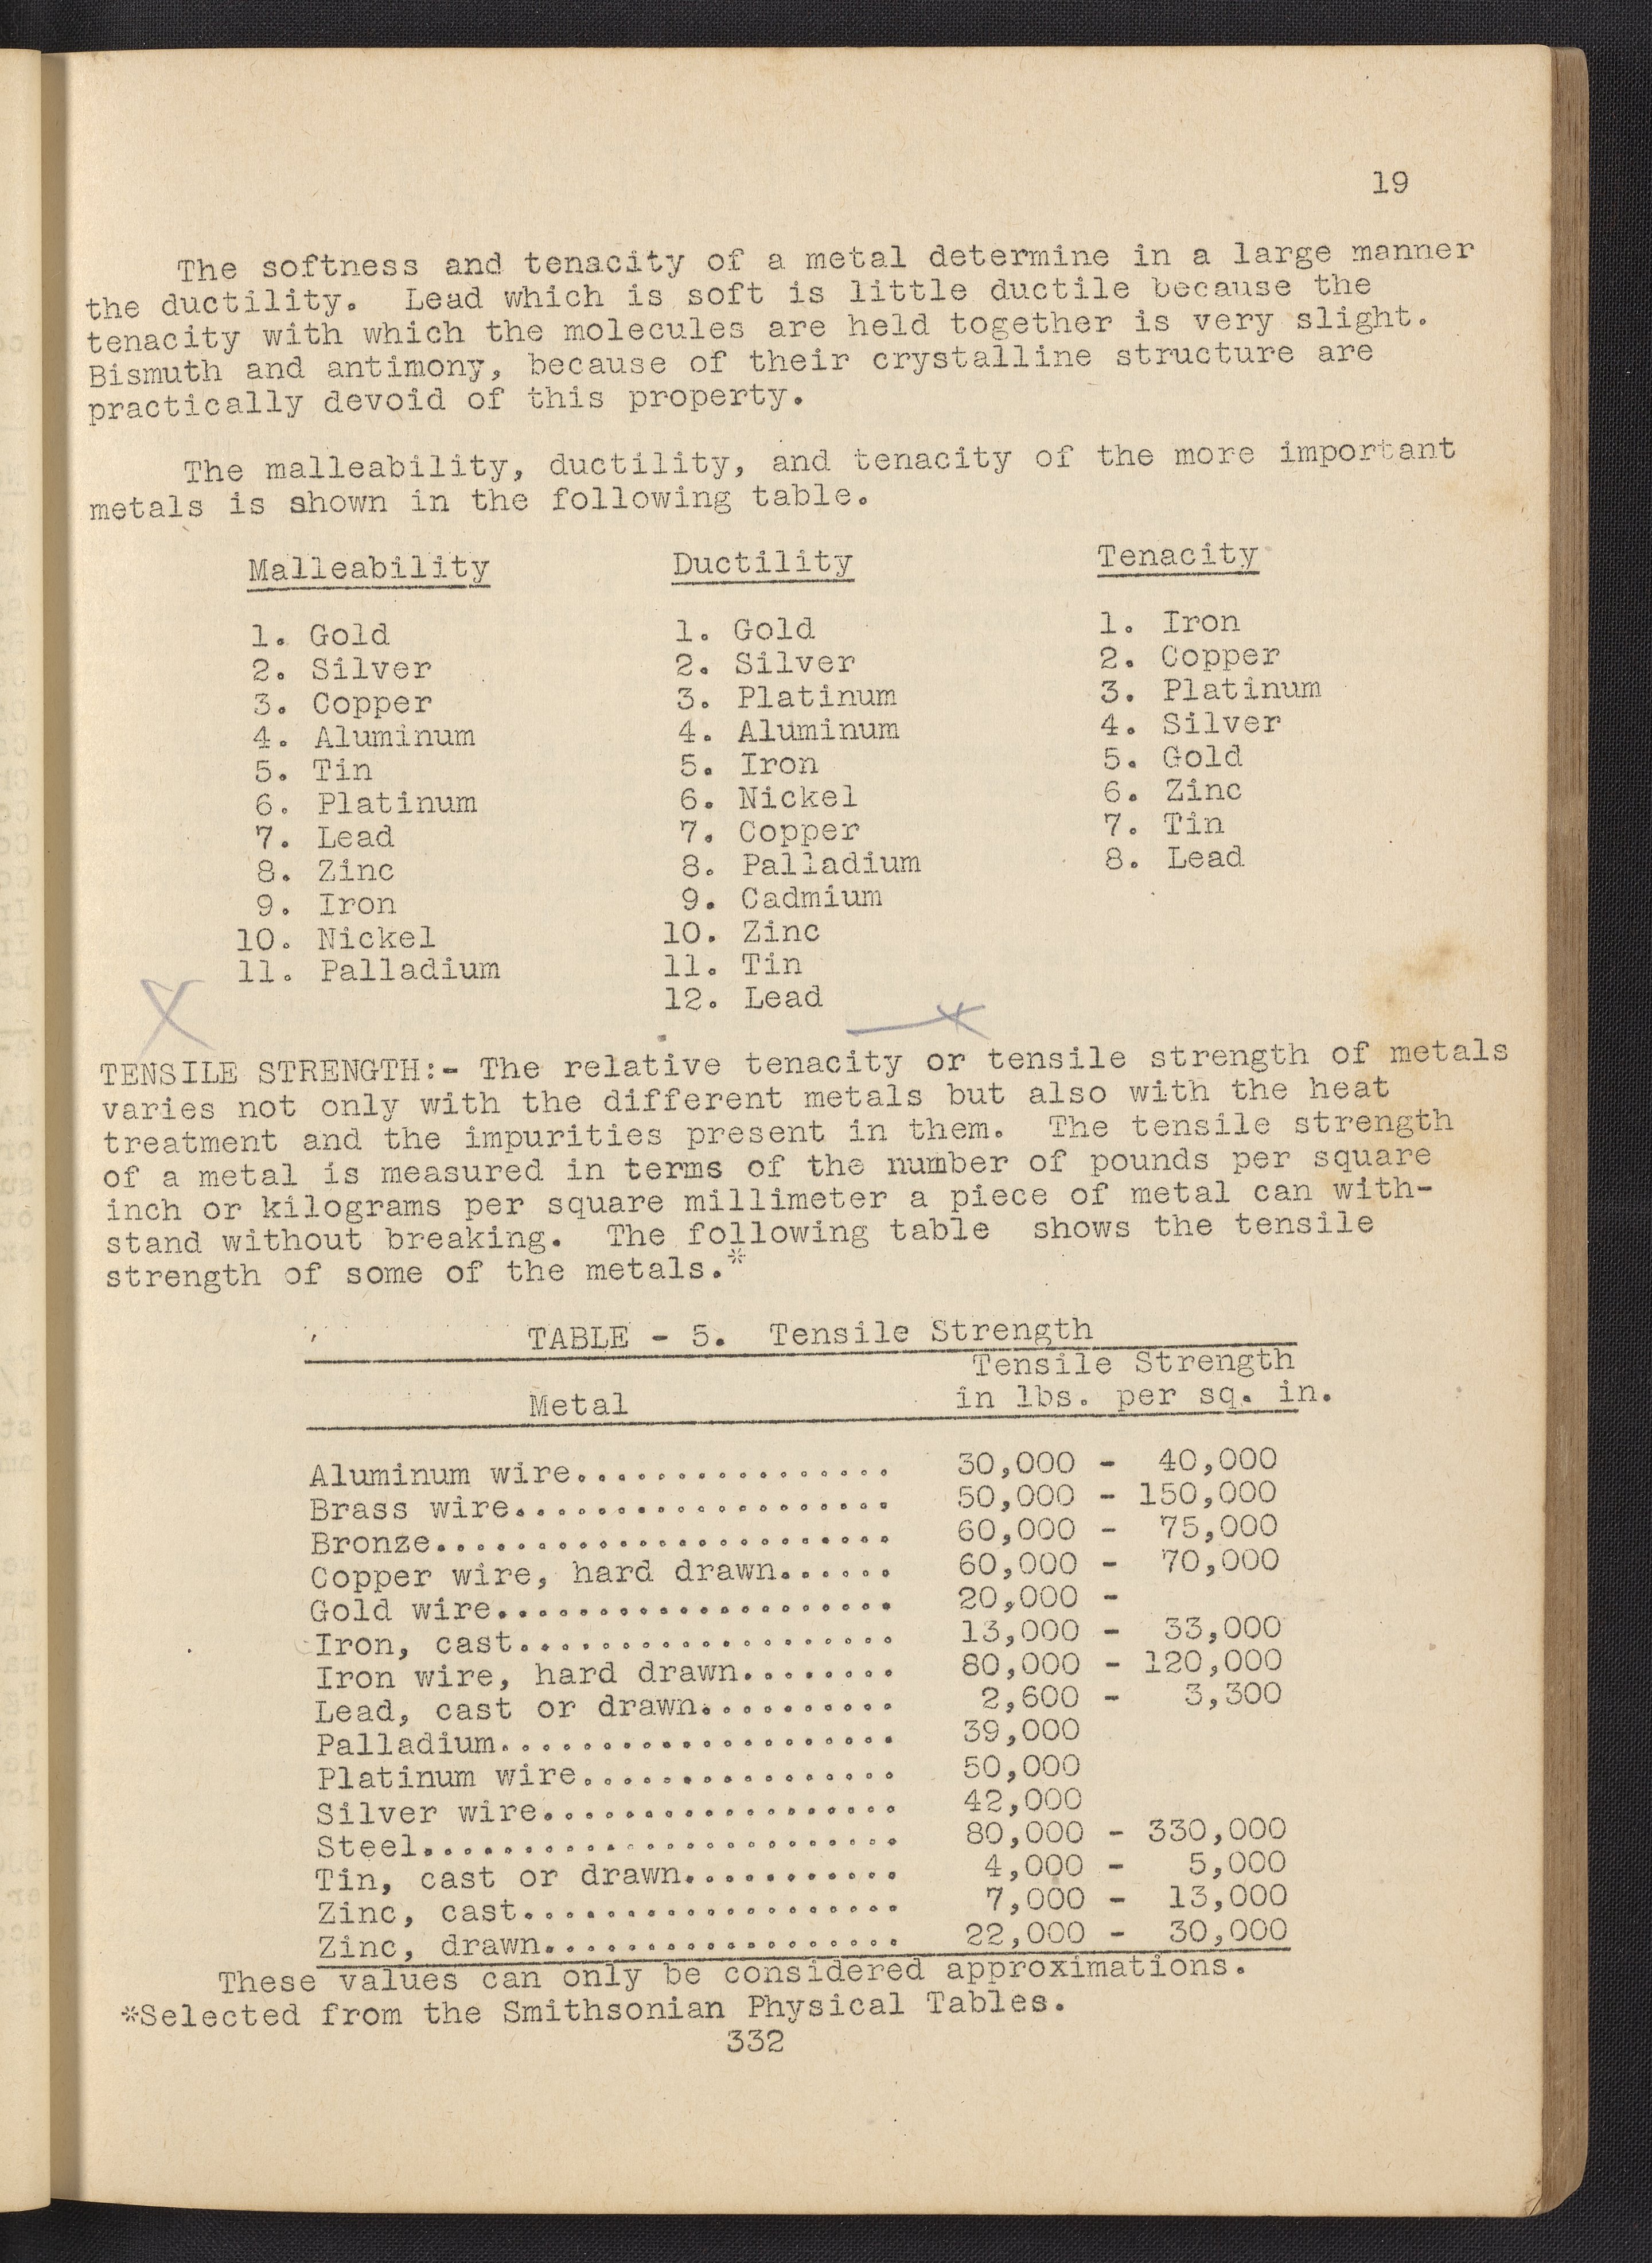 19
The softness and tenacity of a metal determine in a large manner
the ductility. Lead which is soft is little ductile because the
tenacity with which the molecules are held together is very slight.
Bismuth and antimony, because of their crystalline structure are
practically devoid of this property.
The malleability, ductility, and tenacity of the more important
metals is shown in the following table.
Malleability Ductility Tenacity
1. Gold 1. Gold 1. Iron
2. Silver 2. Silver 2. Copper
3. Copper 3. Platinum 3. Platinum
4. Aluminum 4. Aluminum 4. Silver
5. Tin 5. Iron 5. Gold
6. Platinum 6. Nickel 6. Zinc
7. Lead 7. Copper 7. Tin
8. Zinc 8. Palladium 8. Lead
9. Iron 9. Cadmium
10. Nickel 10. Zinc
11. Palladium 11. Tin
12. Lead
TENSILE STRENGTH:- The relative tenacity or tensile strength of metals
varies not only with the different metals but also with the heat
treatment and the impurities present in them. The tensile strength
of a metal is measured in terms of the number of pounds per square
inch or kilograms per square millimeter a piece of metal can with-
stand without breaking. The following table shows the tensile
strength of some of the metals.*
TABLE - 5. Tensile Strength
Tensile Strength
Metal in lbs. per sq. in.
Aluminum wire................ 30,000 - 40,000
Brass wire................... 50,000 - 150,000
Bronze....................... 60,000 - 75,000
Copper wire, hard drawn...... 60,000 - 70,000
Gold wire.................... 20,000 -
Iron, cast................... 13,000 - 33,000
Iron wire, hard drawn........ 80,000 - 120,000
Lead, cast or drawn.......... 2,600 - 3,300
Palladium.................... 39,000
Platinum wire................ 50,000
Silver wire.................. 42,000
Steel........................ 80,000 - 330,000
Tin, cast or drawn........... 4,000 - 5,000
Zinc, cast................... 7,000 - 13,000
Zinc, drawn.................. 22,000 - 30,000
These values can only be considered approximations.
*Selected from the Smithsonian Physical Tables.
332